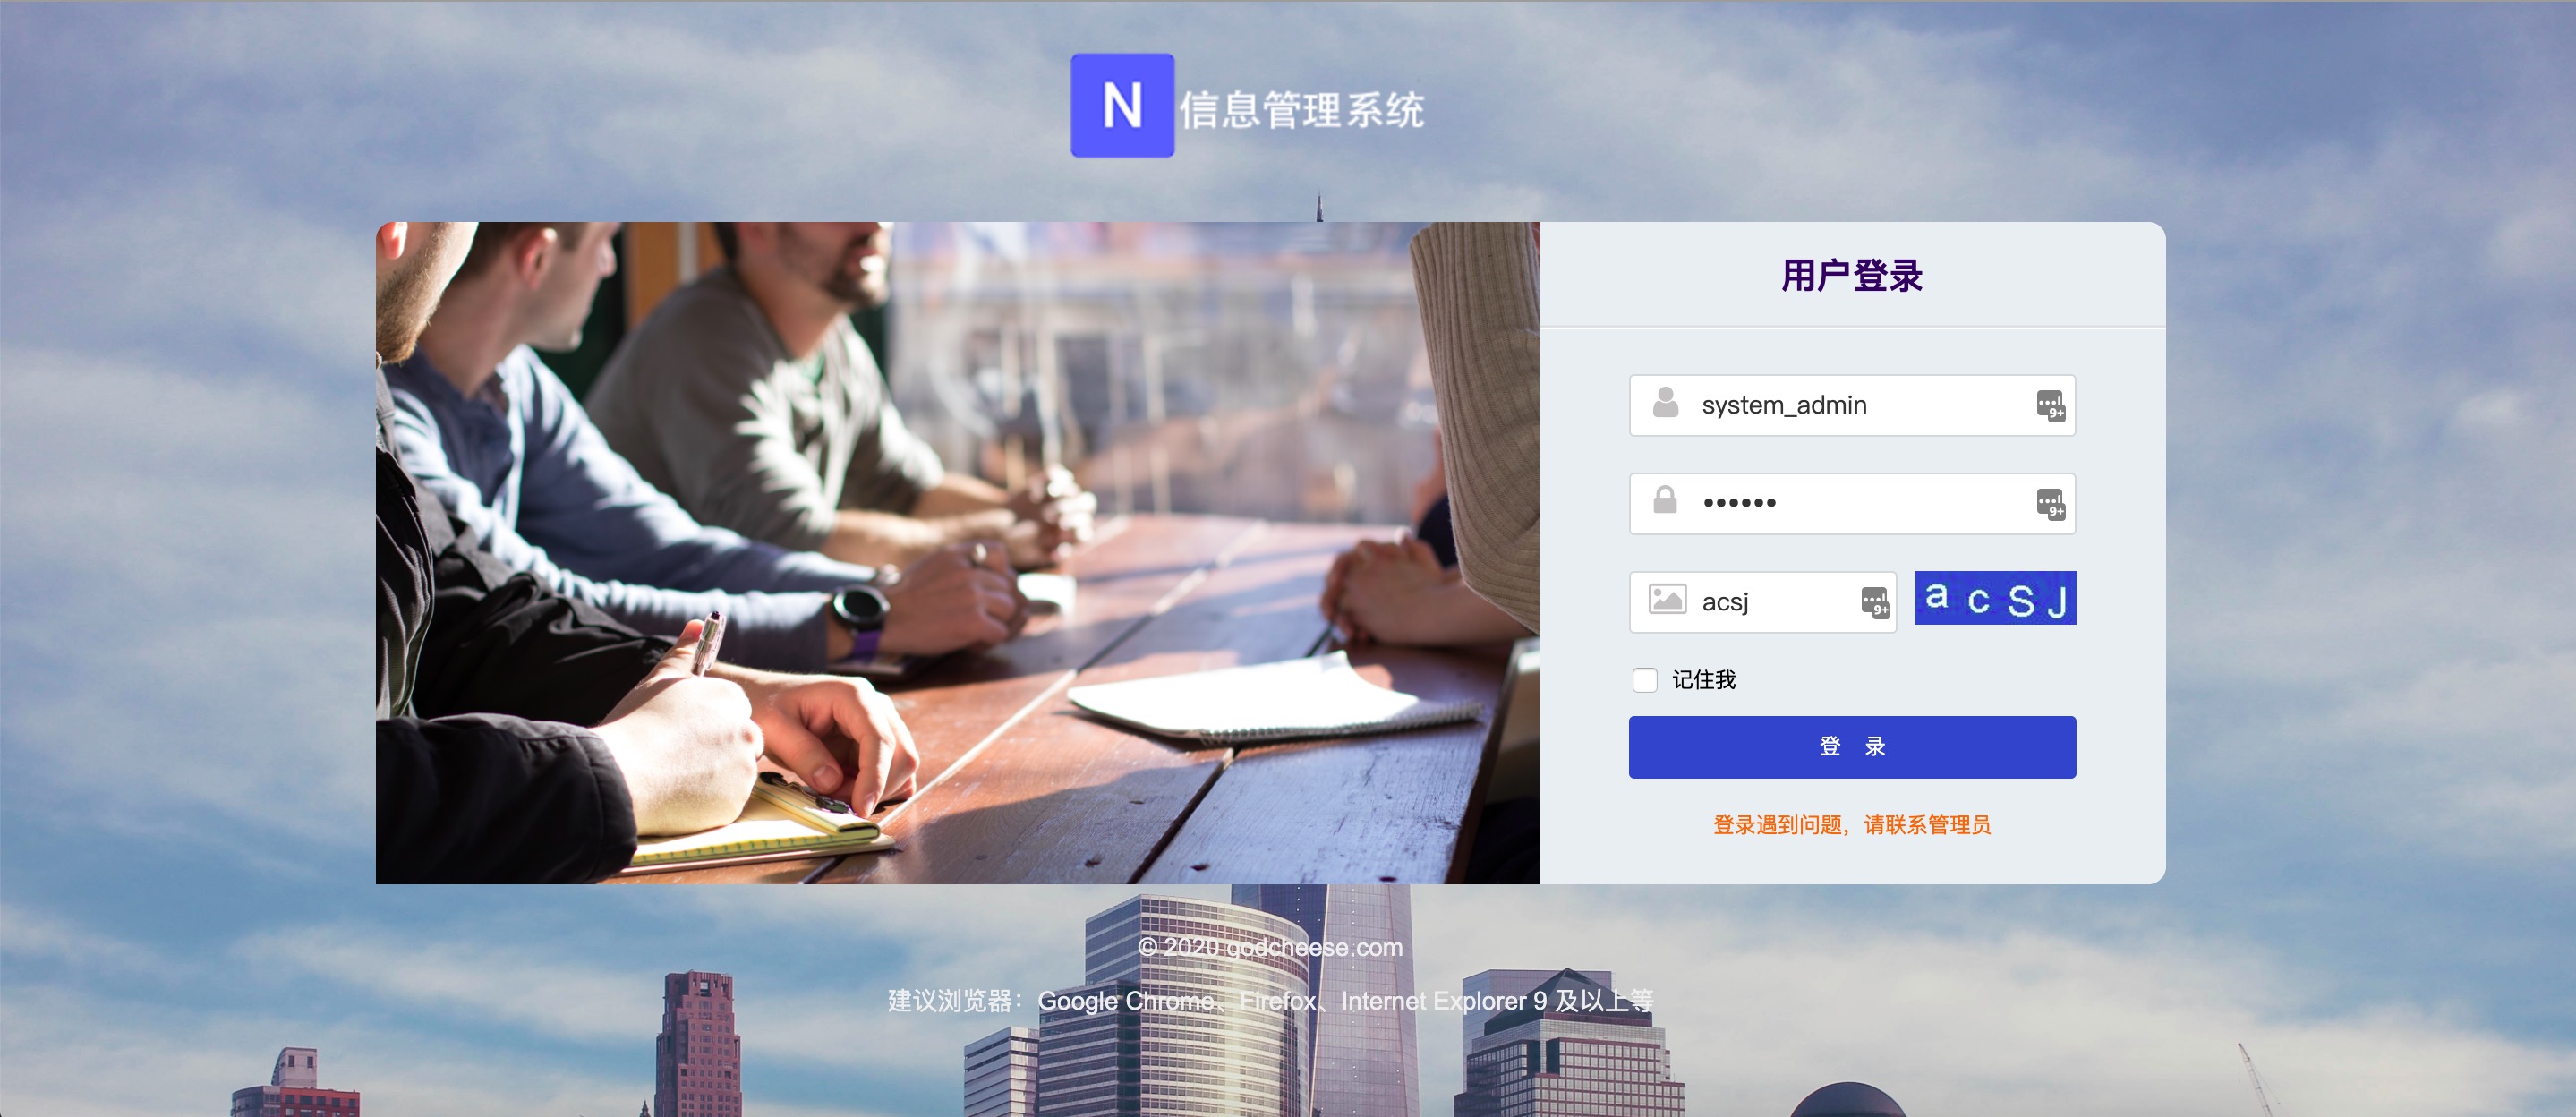 N 信息管理系统
用户登录
system_admin
••••••
acsj
a c S J
记住我
登 录
登录遇到问题，请联系管理员
© 2020 godcheese.com
建议浏览器：Google Chrome、Firefox、Internet Explorer 9 及以上等